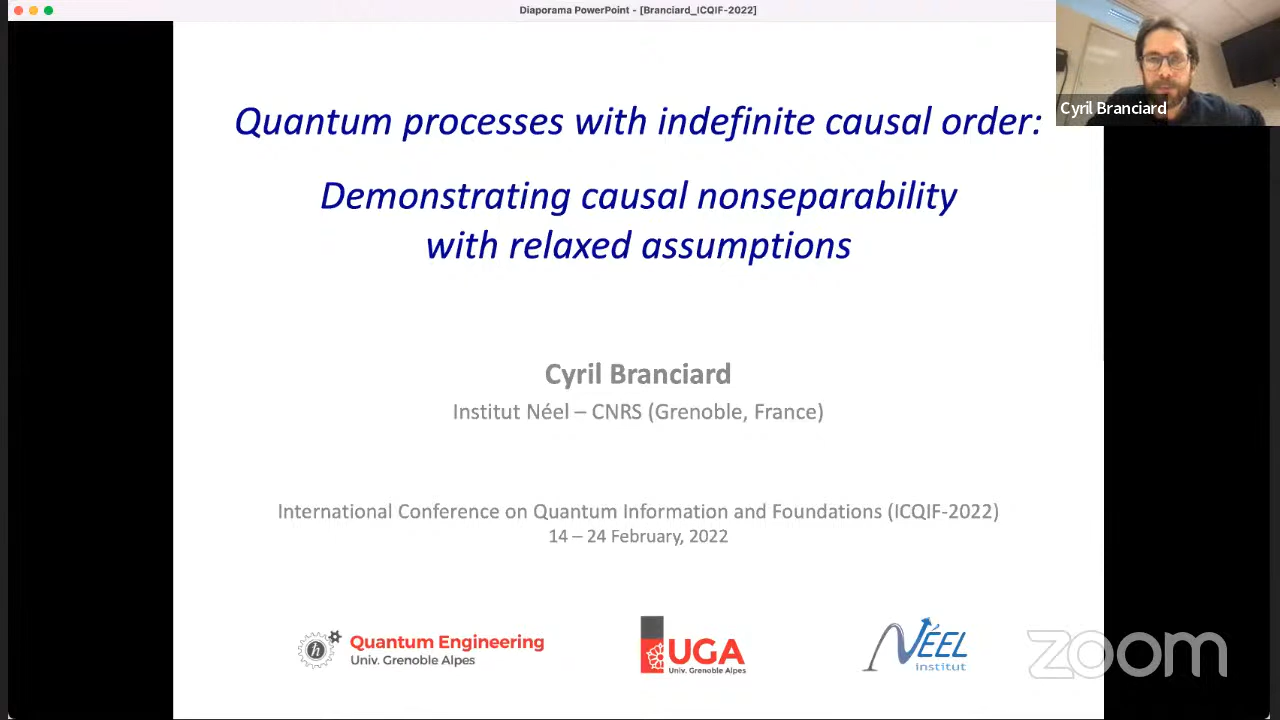 Diaporama PowerPoint - [Branciard_ICQIF-2022]
Cyril Branciard
Quantum processes with indefinite causal order:
Demonstrating causal nonseparability
with relaxed assumptions
Cyril Branciard
Institut Néel – CNRS (Grenoble, France)
International Conference on Quantum Information and Foundations (ICQIF-2022)
14 – 24 February, 2022
ħ
Quantum Engineering
Univ. Grenoble Alpes
UGA
Univ. Grenoble Alpes
NÉEL
institut
zoom